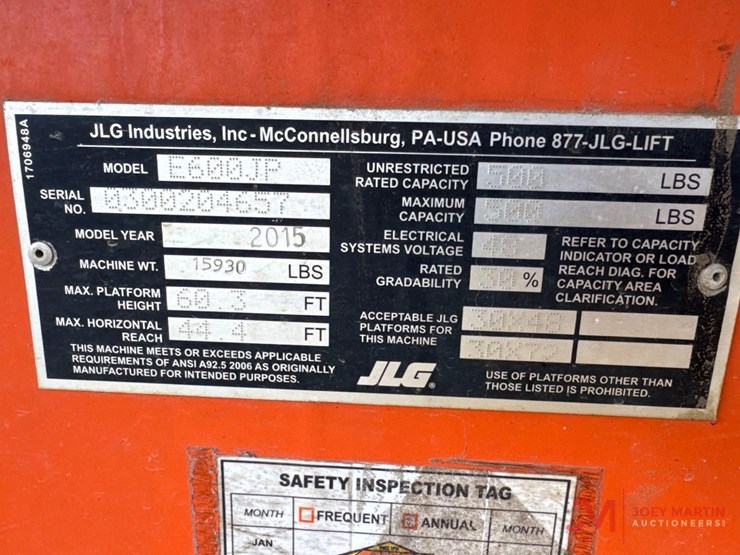 1706948A
JLG Industries, Inc - McConnellsburg, PA-USA Phone 877-JLG-LIFT
MODEL E600JP
SERIAL NO. 0300204657
MODEL YEAR 2015
MACHINE WT. 15930 LBS
MAX. PLATFORM HEIGHT 60.3 FT
MAX. HORIZONTAL REACH 44.4 FT
THIS MACHINE MEETS OR EXCEEDS APPLICABLE
REQUIREMENTS OF ANSI A92.5 2006 AS ORIGINALLY
MANUFACTURED FOR INTENDED PURPOSES.
UNRESTRICTED RATED CAPACITY 500 LBS
MAXIMUM CAPACITY 500 LBS
ELECTRICAL SYSTEMS VOLTAGE 48
RATED GRADABILITY 30 %
REFER TO CAPACITY
INDICATOR OR LOAD
REACH DIAG. FOR
CAPACITY AREA
CLARIFICATION.
ACCEPTABLE JLG
PLATFORMS FOR
THIS MACHINE
30X48
30X72
JLG®
USE OF PLATFORMS OTHER THAN
THOSE LISTED IS PROHIBITED.
SAFETY INSPECTION TAG
MONTH FREQUENT ANNUAL MONTH
JAN
JOEY MARTIN
AUCTIONEERS!